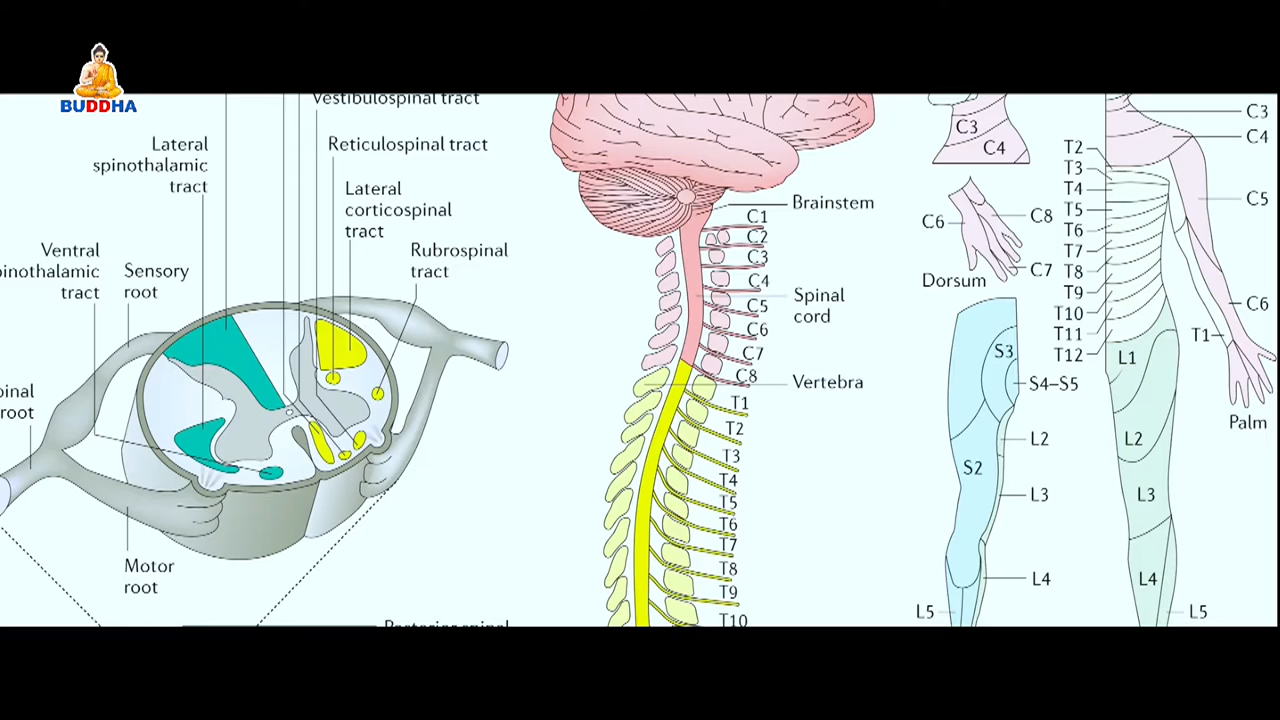 BUDDHA
Vestibulospinal tract
Lateral
spinothalamic
tract
Reticulospinal tract
Lateral
corticospinal
tract
Ventral
pinothalamic
tract
Sensory
root
Rubrospinal
tract
inal
root
Motor
root
Brainstem
C1
C2
C3
C4
C5
C6
C7
C8
Spinal
cord
Vertebra
T1
T2
T3
T4
T5
T6
T7
T8
T9
T10
C3
C4
C6
C8
C7
Dorsum
S3
S4–S5
L2
S2
L3
L4
L5
C3
C4
T2
T3
T4
T5
T6
T7
T8
T9
T10
T11
T12
C5
C6
T1
Palm
L1
L2
L3
L4
L5